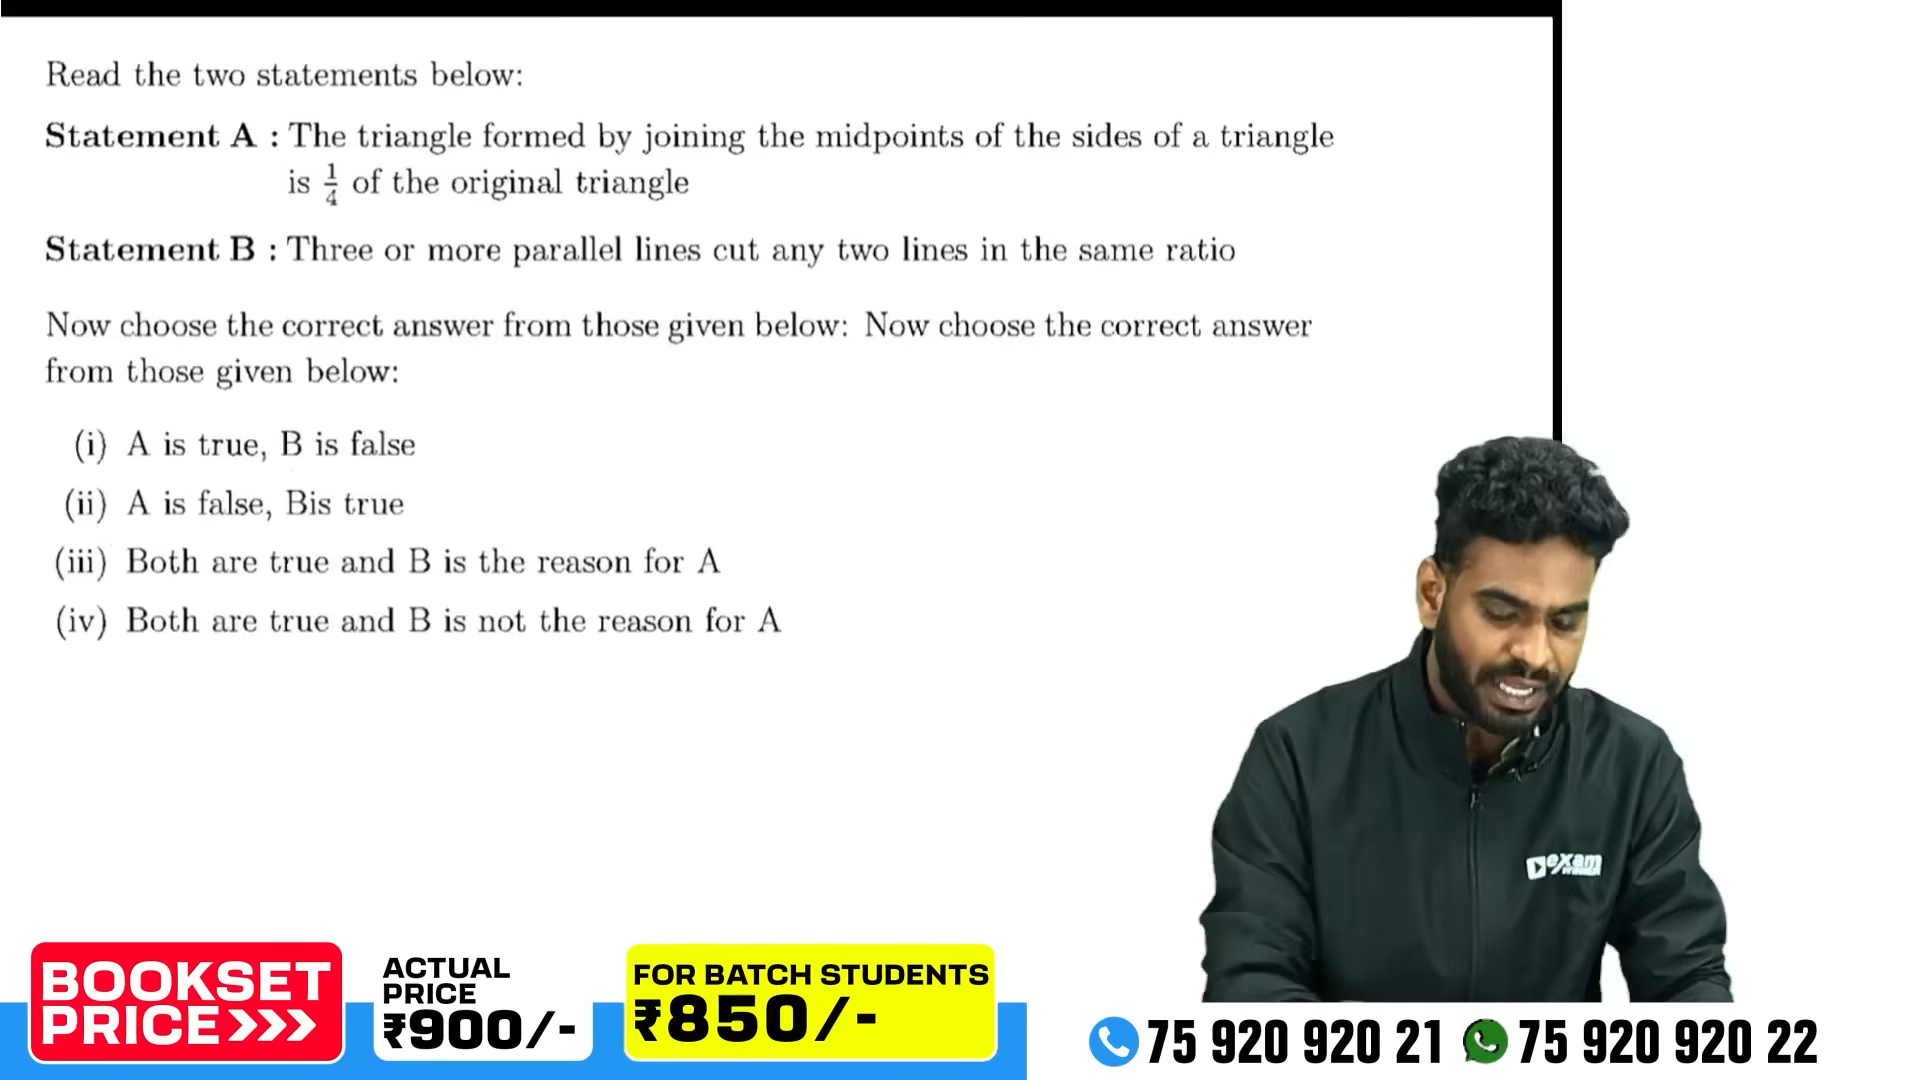 Read the two statements below:
Statement A : The triangle formed by joining the midpoints of the sides of a triangle
is 1/4 of the original triangle
Statement B : Three or more parallel lines cut any two lines in the same ratio
Now choose the correct answer from those given below: Now choose the correct answer
from those given below:
(i) A is true, B is false
(ii) A is false, Bis true
(iii) Both are true and B is the reason for A
(iv) Both are true and B is not the reason for A
exam
BOOKSET
PRICE >>>
ACTUAL
PRICE
₹900/-
FOR BATCH STUDENTS
₹850/-
75 920 920 21
75 920 920 22